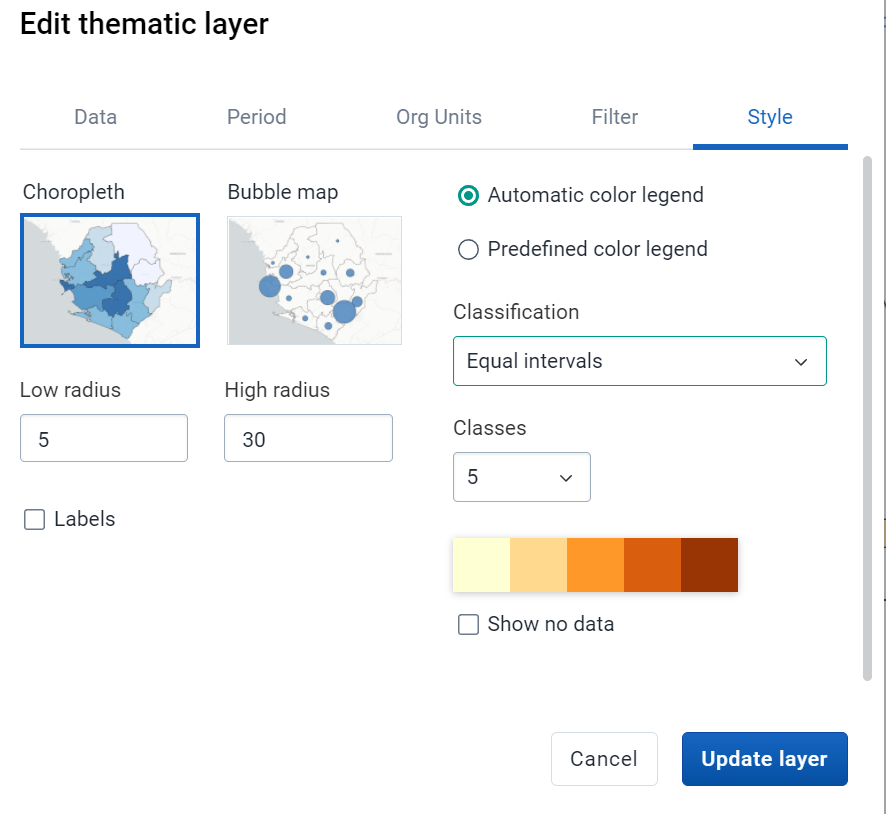 Edit thematic layer
Data Period Org Units Filter Style
Choropleth Bubble map
Automatic color legend
Predefined color legend
Classification
Equal intervals
Low radius High radius
5 30
Classes
5
Labels
Show no data
Cancel Update layer